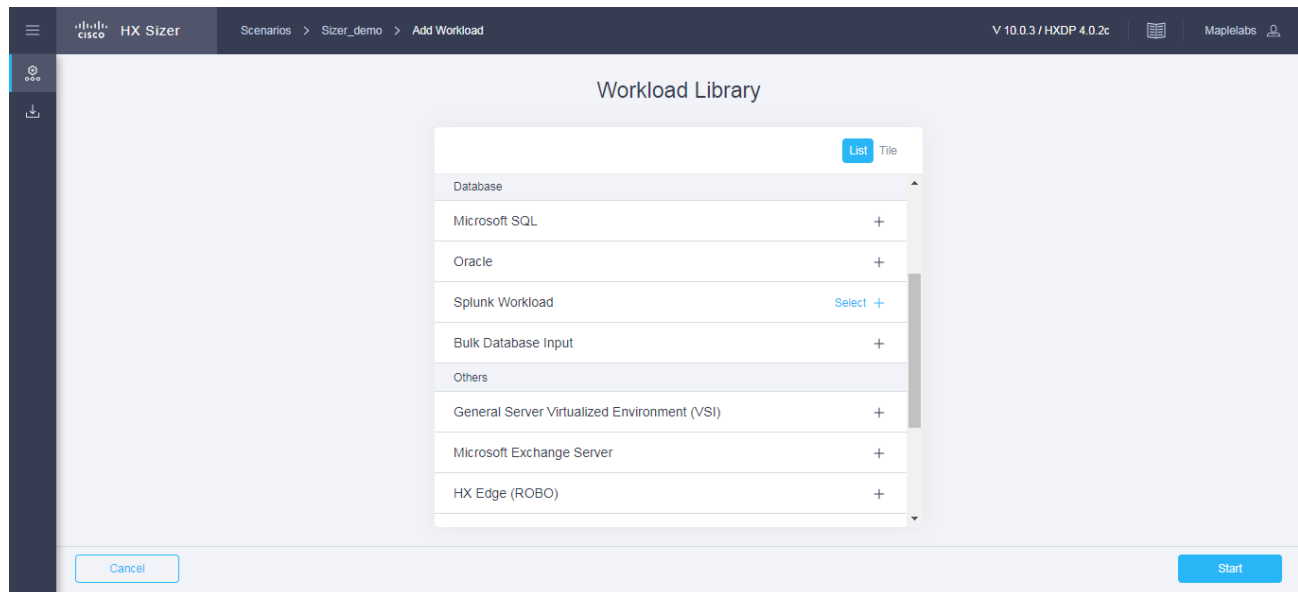 cisco HX Sizer Scenarios > Sizer_demo > Add Workload V 10.0.3 / HXDP 4.0.2c Maplelabs
Workload Library
List Tile
Database
Microsoft SQL +
Oracle +
Splunk Workload Select +
Bulk Database Input +
Others
General Server Virtualized Environment (VSI) +
Microsoft Exchange Server +
HX Edge (ROBO) +
Cancel Start